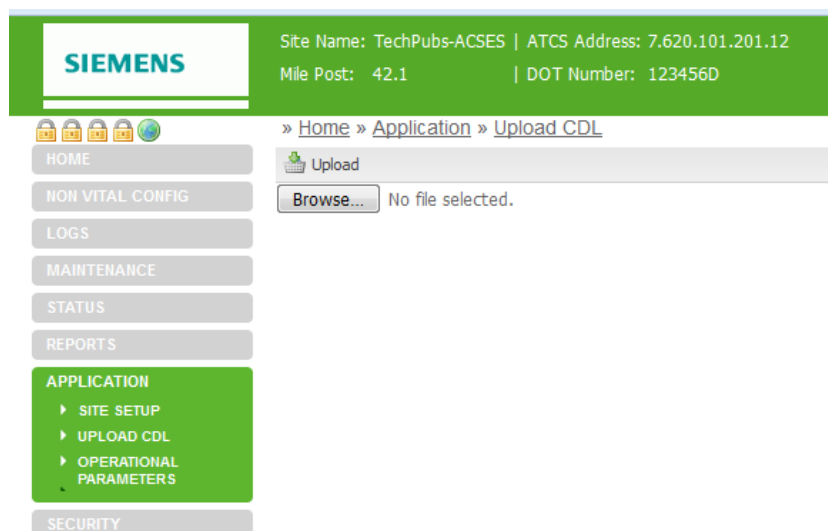 SIEMENS
Site Name: TechPubs-ACSES | ATCS Address: 7.620.101.201.12
Mile Post: 42.1 | DOT Number: 123456D
» Home » Application » Upload CDL
Upload
Browse... No file selected.
HOME
NON VITAL CONFIG
LOGS
MAINTENANCE
STATUS
REPORTS
APPLICATION
SITE SETUP
UPLOAD CDL
OPERATIONAL
PARAMETERS
SECURITY